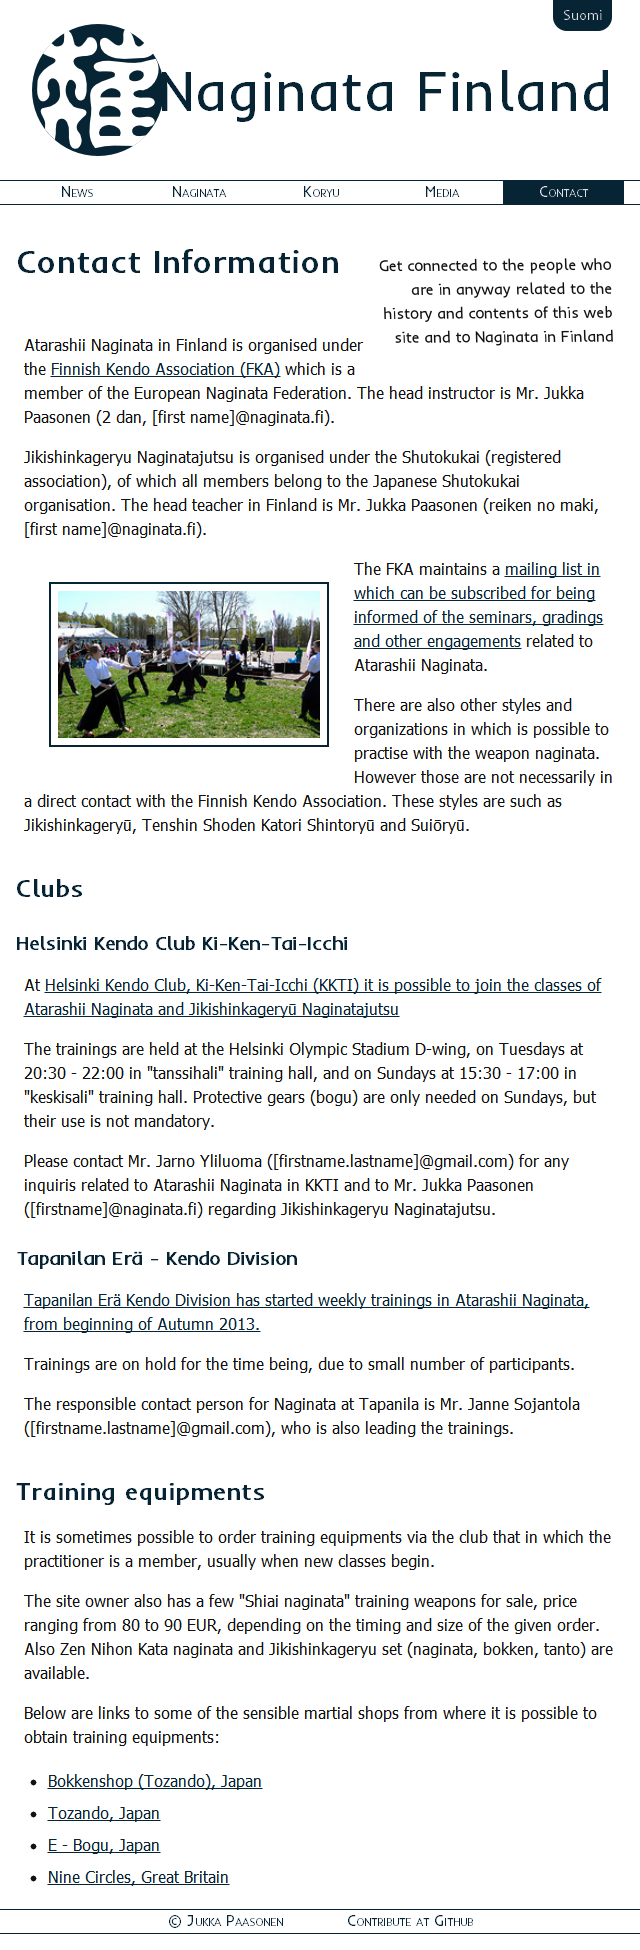 Suomi
Naginata Finland
News Naginata Koryu Media Contact
Contact Information
Get connected to the people who
are in anyway related to the
history and contents of this web
site and to Naginata in Finland
Atarashii Naginata in Finland is organised under
the Finnish Kendo Association (FKA) which is a
member of the European Naginata Federation. The head instructor is Mr. Jukka
Paasonen (2 dan, [first name]@naginata.fi).
Jikishinkageryu Naginatajutsu is organised under the Shutokukai (registered
association), of which all members belong to the Japanese Shutokukai
organisation. The head teacher in Finland is Mr. Jukka Paasonen (reiken no maki,
[first name]@naginata.fi).
The FKA maintains a mailing list in
which can be subscribed for being
informed of the seminars, gradings
and other engagements related to
Atarashii Naginata.
There are also other styles and
organizations in which is possible to
practise with the weapon naginata.
However those are not necessarily in
a direct contact with the Finnish Kendo Association. These styles are such as
Jikishinkageryū, Tenshin Shoden Katori Shintoryū and Suiōryū.
Clubs
Helsinki Kendo Club Ki-Ken-Tai-Icchi
At Helsinki Kendo Club, Ki-Ken-Tai-Icchi (KKTI) it is possible to join the classes of
Atarashii Naginata and Jikishinkageryū Naginatajutsu
The trainings are held at the Helsinki Olympic Stadium D-wing, on Tuesdays at
20:30 - 22:00 in "tanssihali" training hall, and on Sundays at 15:30 - 17:00 in
"keskisali" training hall. Protective gears (bogu) are only needed on Sundays, but
their use is not mandatory.
Please contact Mr. Jarno Yliluoma ([firstname.lastname]@gmail.com) for any
inquiris related to Atarashii Naginata in KKTI and to Mr. Jukka Paasonen
([firstname]@naginata.fi) regarding Jikishinkageryu Naginatajutsu.
Tapanilan Erä - Kendo Division
Tapanilan Erä Kendo Division has started weekly trainings in Atarashii Naginata,
from beginning of Autumn 2013.
Trainings are on hold for the time being, due to small number of participants.
The responsible contact person for Naginata at Tapanila is Mr. Janne Sojantola
([firstname.lastname]@gmail.com), who is also leading the trainings.
Training equipments
It is sometimes possible to order training equipments via the club that in which the
practitioner is a member, usually when new classes begin.
The site owner also has a few "Shiai naginata" training weapons for sale, price
ranging from 80 to 90 EUR, depending on the timing and size of the given order.
Also Zen Nihon Kata naginata and Jikishinkageryu set (naginata, bokken, tanto) are
available.
Below are links to some of the sensible martial shops from where it is possible to
obtain training equipments:
• Bokkenshop (Tozando), Japan
• Tozando, Japan
• E - Bogu, Japan
• Nine Circles, Great Britain
© Jukka Paasonen Contribute at Github